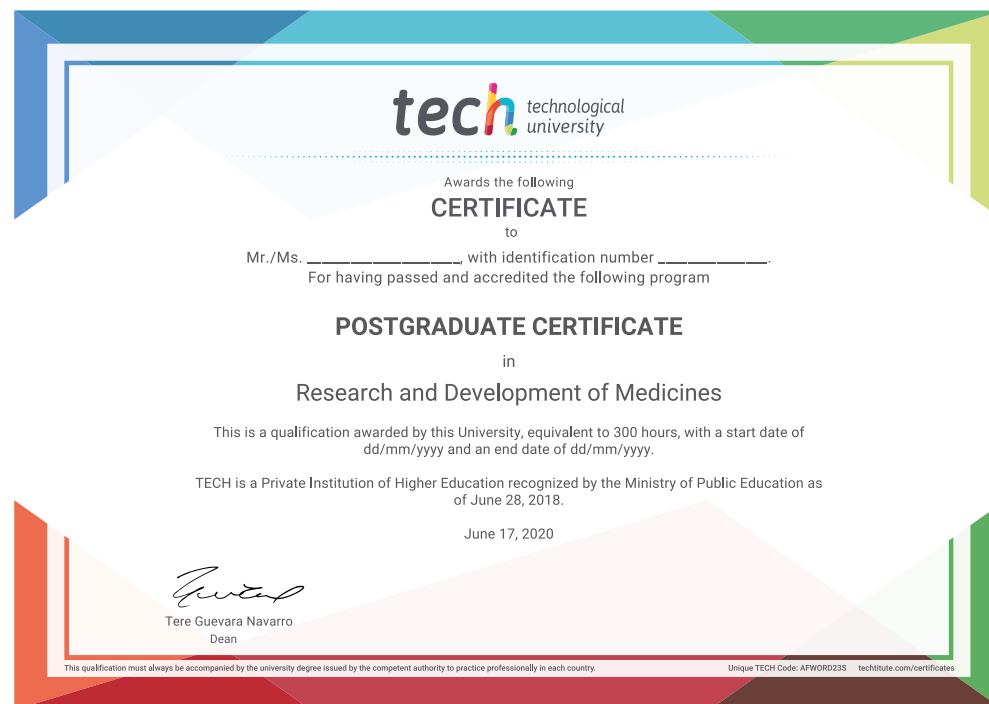 tech technological
university
Awards the following
CERTIFICATE
to
Mr./Ms. ____________________, with identification number ______________.
For having passed and accredited the following program
POSTGRADUATE CERTIFICATE
in
Research and Development of Medicines
This is a qualification awarded by this University, equivalent to 300 hours, with a start date of
dd/mm/yyyy and an end date of dd/mm/yyyy.
TECH is a Private Institution of Higher Education recognized by the Ministry of Public Education as
of June 28, 2018.
June 17, 2020
Tere Guevara Navarro
Dean
This qualification must always be accompanied by the university degree issued by the competent authority to practice professionally in each country.
Unique TECH Code: AFWORD23S techtitute.com/certificates